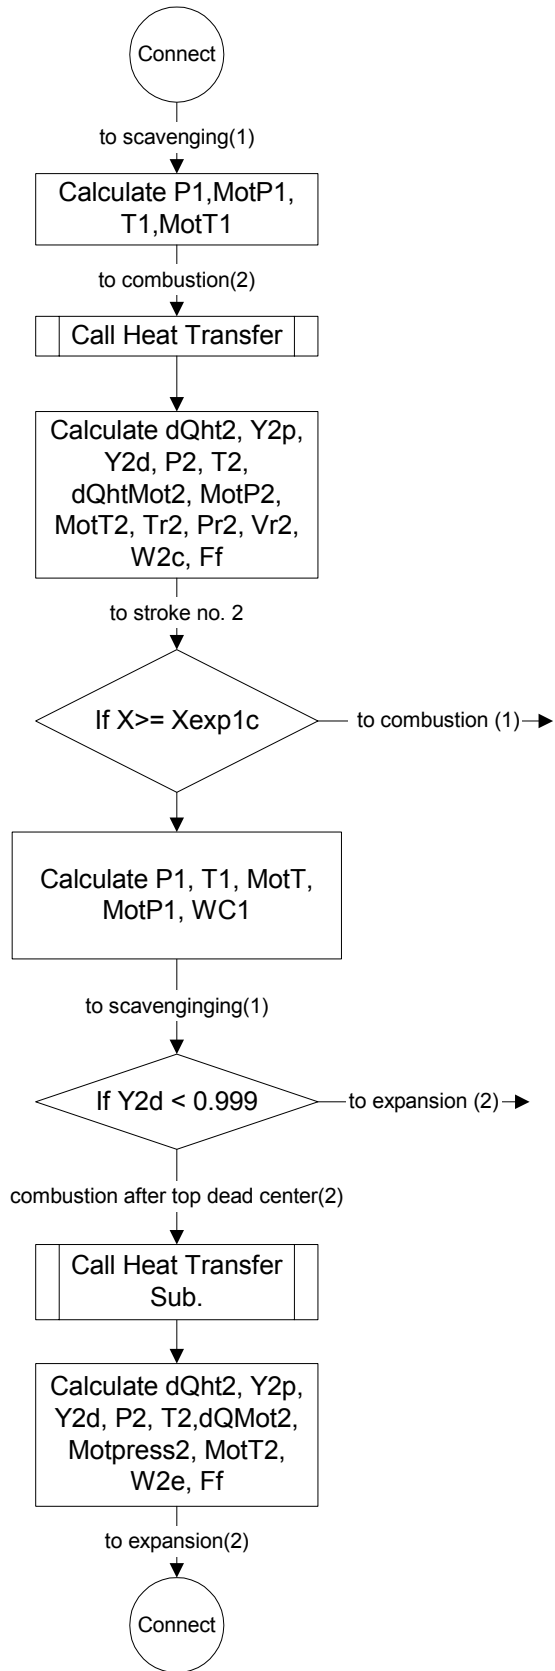 Connect
to scavenging(1)
Calculate P1,MotP1,
T1,MotT1
to combustion(2)
Call Heat Transfer
Calculate dQht2, Y2p,
Y2d, P2, T2,
dQhtMot2, MotP2,
MotT2, Tr2, Pr2, Vr2,
W2c, Ff
to stroke no. 2
If X>= Xexp1c
to combustion (1)
Calculate P1, T1, MotT,
MotP1, WC1
to scavenginging(1)
If Y2d < 0.999
to expansion (2)
combustion after top dead center(2)
Call Heat Transfer
Sub.
Calculate dQht2, Y2p,
Y2d, P2, T2,dQMot2,
Motpress2, MotT2,
W2e, Ff
to expansion(2)
Connect